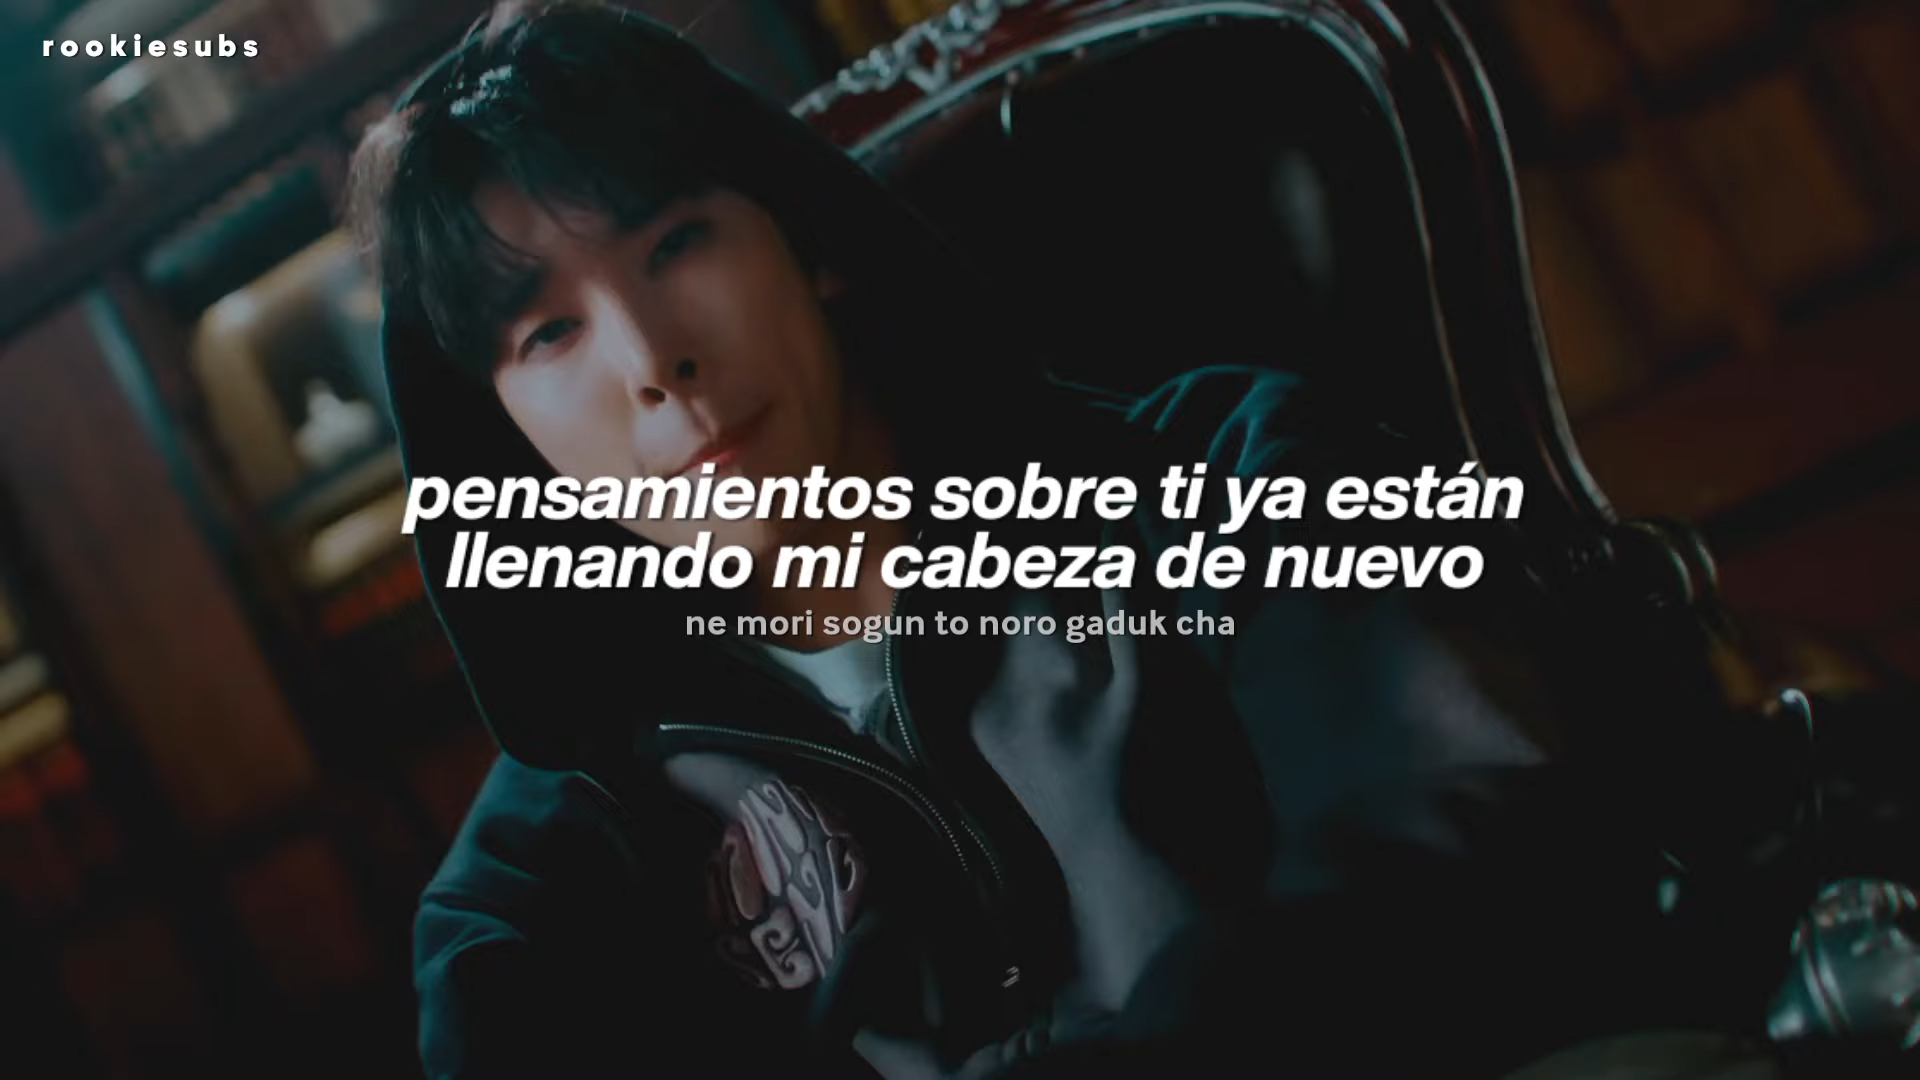 rookiesubs
pensamientos sobre ti ya están
llenando mi cabeza de nuevo
ne mori sogun to noro gaduk cha